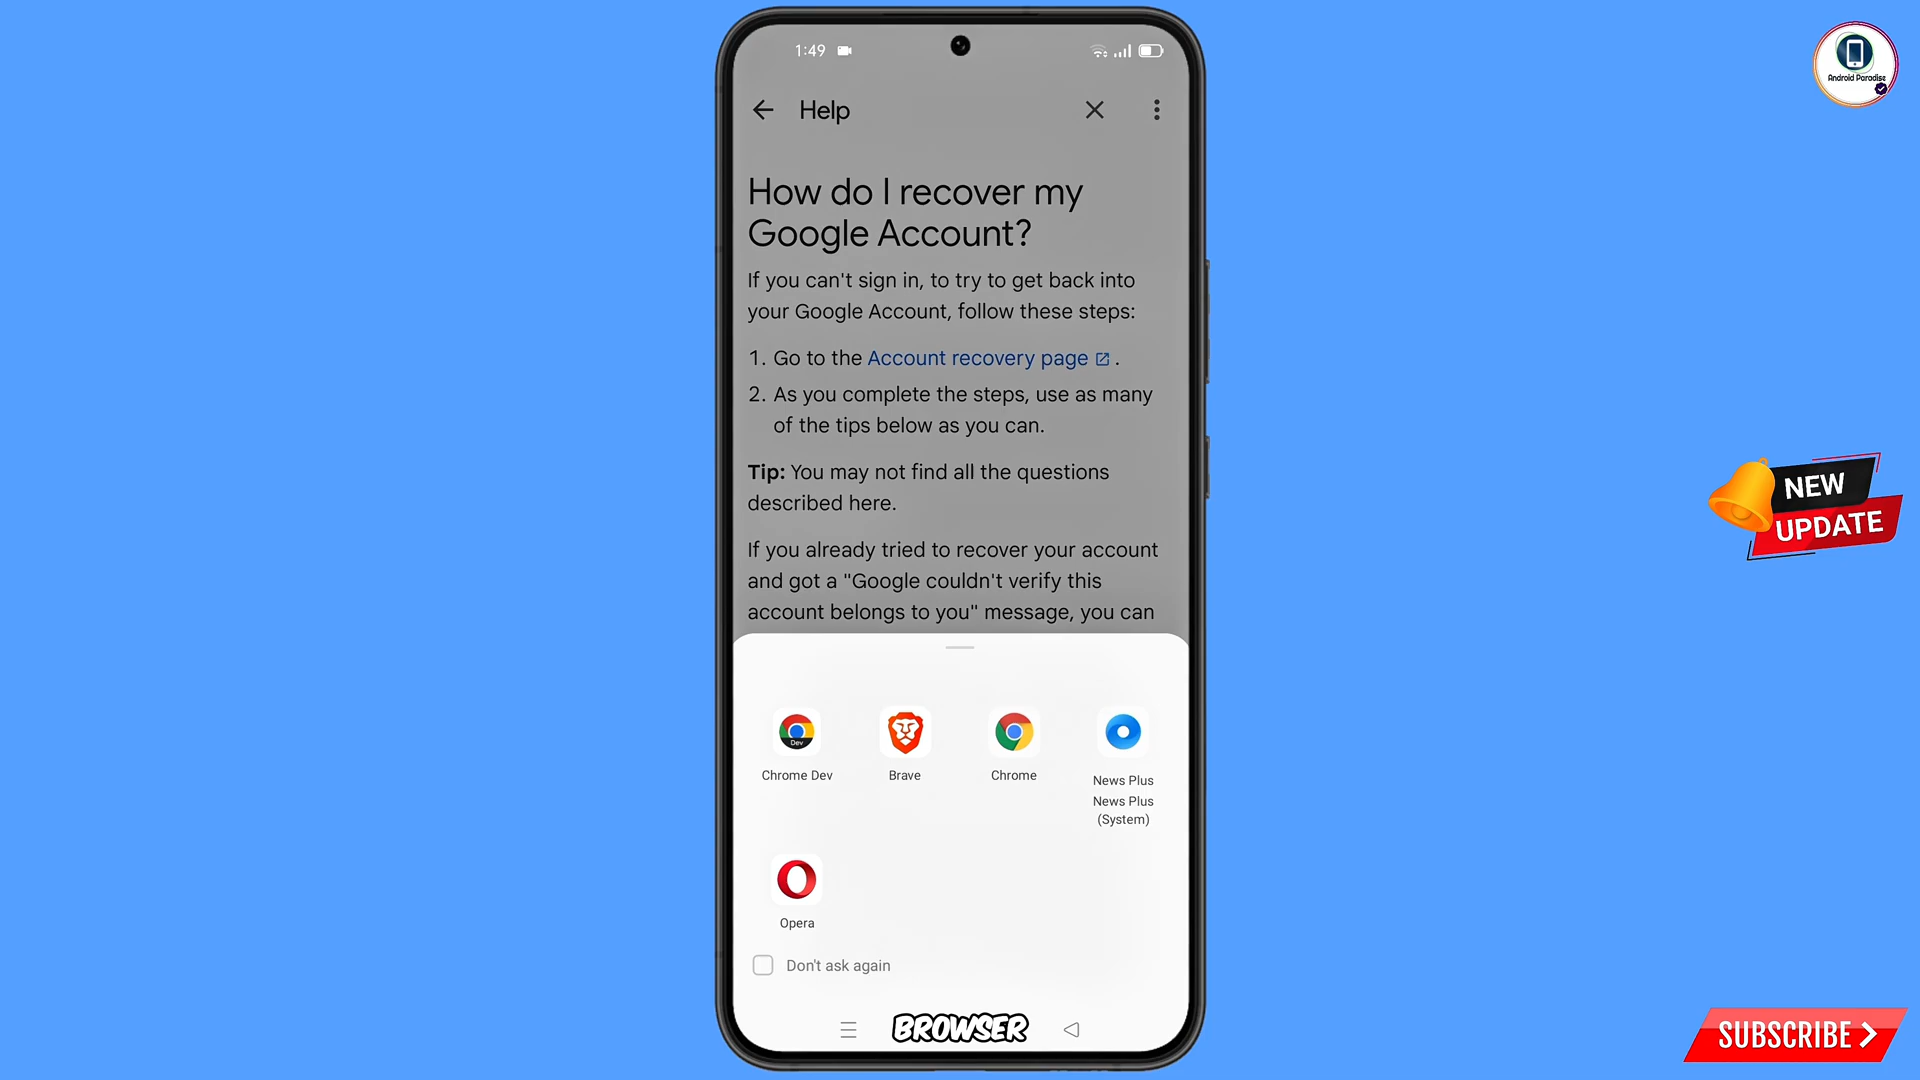 1:49
Android Paradise
Help
How do I recover my
Google Account?
If you can't sign in, to try to get back into
your Google Account, follow these steps:
1. Go to the Account recovery page .
2. As you complete the steps, use as many
of the tips below as you can.
Tip: You may not find all the questions
described here.
If you already tried to recover your account
and got a "Google couldn't verify this
account belongs to you" message, you can
NEW
UPDATE
Dev
Chrome Dev
Brave
Chrome
News Plus
News Plus
(System)
Opera
Don't ask again
BROWSER
SUBSCRIBE